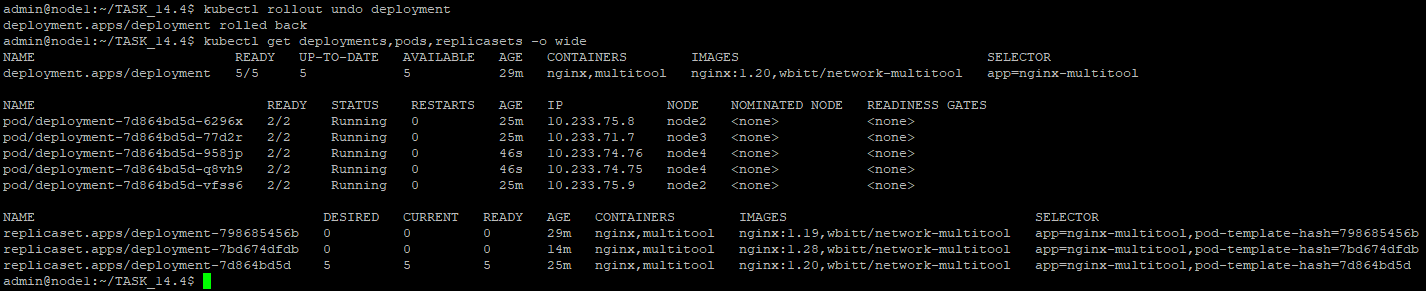 admin@node1:~/TASK_14.4$ kubectl rollout undo deployment
deployment.apps/deployment rolled back
admin@node1:~/TASK_14.4$ kubectl get deployments,pods,replicasets -o wide
NAME READY UP-TO-DATE AVAILABLE AGE CONTAINERS IMAGES SELECTOR
deployment.apps/deployment 5/5 5 5 29m nginx,multitool nginx:1.20,wbitt/network-multitool app=nginx-multitool
NAME READY STATUS RESTARTS AGE IP NODE NOMINATED NODE READINESS GATES
pod/deployment-7d864bd5d-6296x 2/2 Running 0 25m 10.233.75.8 node2 <none> <none>
pod/deployment-7d864bd5d-77d2r 2/2 Running 0 25m 10.233.71.7 node3 <none> <none>
pod/deployment-7d864bd5d-958jp 2/2 Running 0 46s 10.233.74.76 node4 <none> <none>
pod/deployment-7d864bd5d-q8vh9 2/2 Running 0 46s 10.233.74.75 node4 <none> <none>
pod/deployment-7d864bd5d-vfss6 2/2 Running 0 25m 10.233.75.9 node2 <none> <none>
NAME DESIRED CURRENT READY AGE CONTAINERS IMAGES SELECTOR
replicaset.apps/deployment-798685456b 0 0 0 29m nginx,multitool nginx:1.19,wbitt/network-multitool app=nginx-multitool,pod-template-hash=798685456b
replicaset.apps/deployment-7bd674dfdb 0 0 0 14m nginx,multitool nginx:1.28,wbitt/network-multitool app=nginx-multitool,pod-template-hash=7bd674dfdb
replicaset.apps/deployment-7d864bd5d 5 5 5 25m nginx,multitool nginx:1.20,wbitt/network-multitool app=nginx-multitool,pod-template-hash=7d864bd5d
admin@node1:~/TASK_14.4$